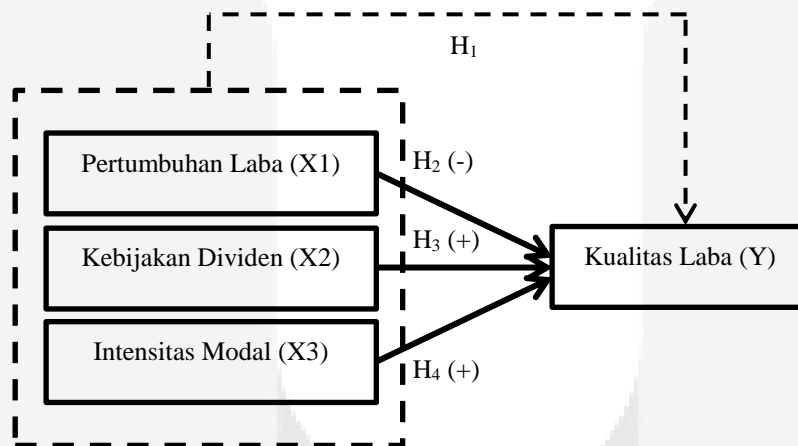 H₁
Pertumbuhan Laba (X1)
H₂ (-)
Kebijakan Dividen (X2)
H₃ (+)
Kualitas Laba (Y)
Intensitas Modal (X3)
H₄ (+)